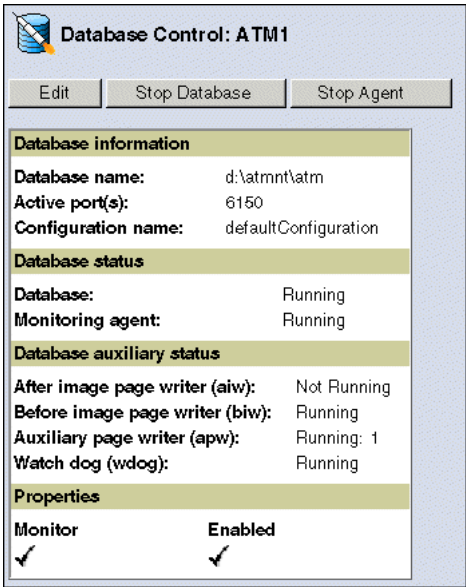 Database Control: ATM1
Edit Stop Database Stop Agent
Database information
Database name: d:\atmnt\atm
Active port(s): 6150
Configuration name: defaultConfiguration
Database status
Database: Running
Monitoring agent: Running
Database auxiliary status
After image page writer (aiw): Not Running
Before image page writer (biw): Running
Auxiliary page writer (apw): Running: 1
Watch dog (wdog): Running
Properties
Monitor Enabled
✓ ✓